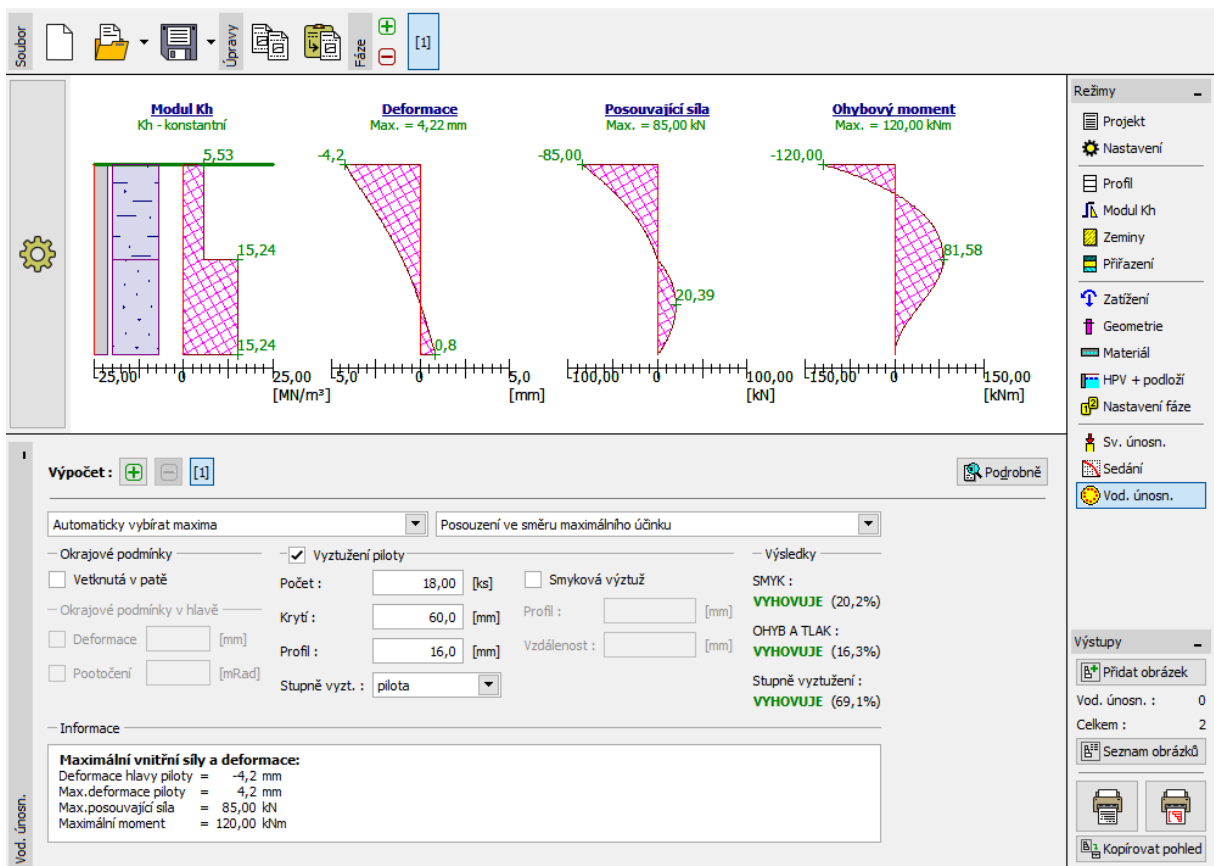 Soubor
Úpravy
Fáze
[1]
Modul Kh
Kh - konstantní
5,53
15,24
15,24
25,00 0 25,00
[MN/m³]
Deformace
Max. = 4,22 mm
-4,2
0,8
5,0 0 5,0
[mm]
Posouvající síla
Max. = 85,00 kN
-85,00
20,39
100,00 0 100,00
[kN]
Ohybový moment
Max. = 120,00 kNm
-120,00
81,58
150,00 0 150,00
[kNm]
Režimy
Projekt
Nastavení
Profil
Modul Kh
Zeminy
Přiřazení
Zatížení
Geometrie
Materiál
HPV + podloží
Nastavení fáze
Sv. únosn.
Sedání
Vod. únosn.
Výpočet : [1]
Podrobně
Automaticky vybírat maxima
Posouzení ve směru maximálního účinku
Okrajové podmínky
Vetknutá v patě
Okrajové podmínky v hlavě
Deformace [mm]
Pootočení [mRad]
Vyztužení piloty
Počet : 18,00 [ks]
Krytí : 60,0 [mm]
Profil : 16,0 [mm]
Stupně vyzt. : pilota
Smyková výztuž
Profil : [mm]
Vzdálenost : [mm]
Výsledky
SMYK :
VYHOVUJE (20,2%)
OHYB A TLAK :
VYHOVUJE (16,3%)
Stupně vyztužení :
VYHOVUJE (69,1%)
Informace
Maximální vnitřní síly a deformace:
Deformace hlavy piloty = -4,2 mm
Max.deformace piloty = 4,2 mm
Max.posouvající síla = 85,00 kN
Maximální moment = 120,00 kNm
Vod. únosn.
Výstupy
Přidat obrázek
Vod. únosn. : 0
Celkem : 2
Seznam obrázků
Kopírovat pohled